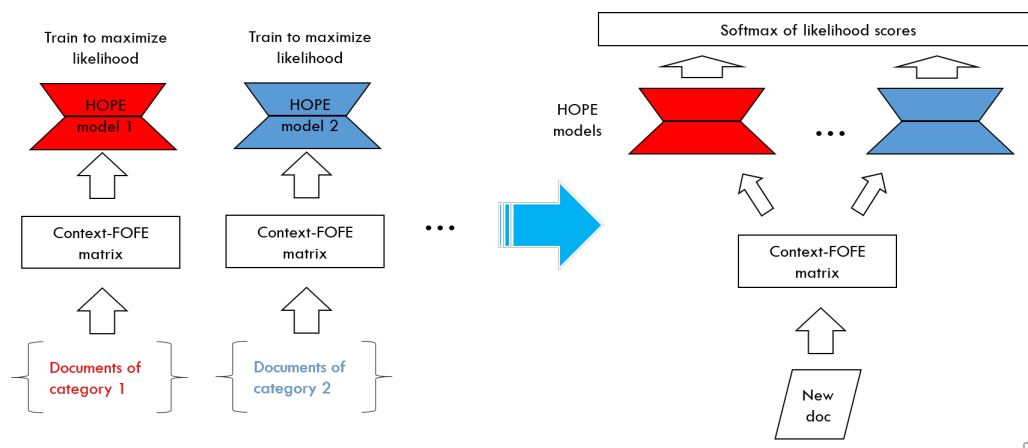 Train to maximize
likelihood
Train to maximize
likelihood
HOPE
model 1
HOPE
model 2
Context-FOFE
matrix
Context-FOFE
matrix
...
Documents of
category 1
Documents of
category 2
Softmax of likelihood scores
HOPE
models
...
Context-FOFE
matrix
New
doc